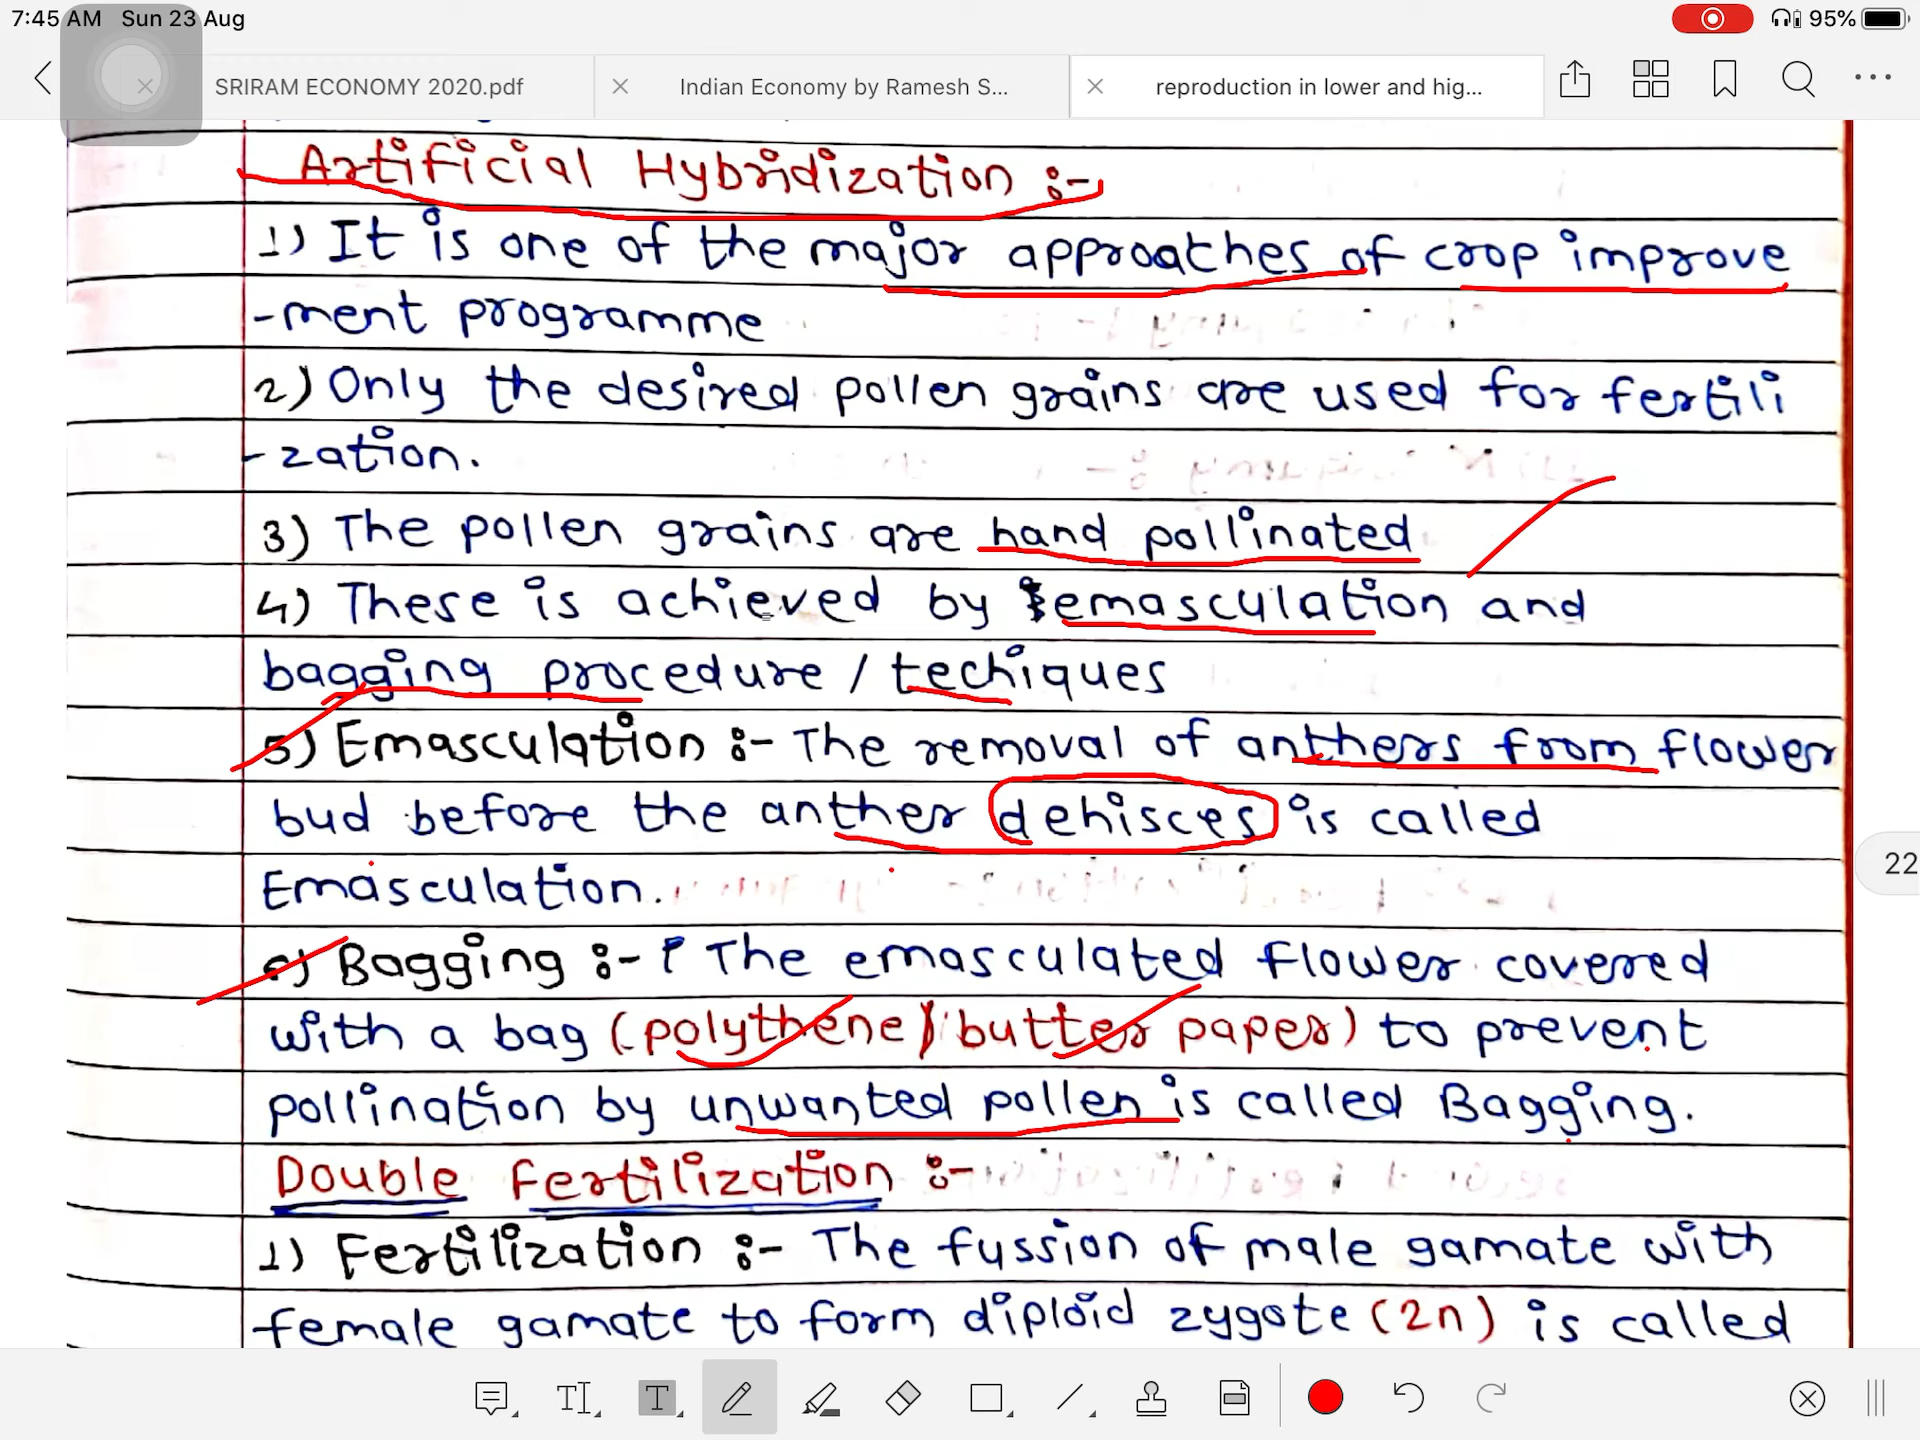 7:45 AM Sun 23 Aug
95%
SRIRAM ECONOMY 2020.pdf
Indian Economy by Ramesh S...
reproduction in lower and hig...
Artificial Hybridization :-
1) It is one of the major approaches of crop improve
-ment programme
2) Only the desired pollen grains are used for fertili
-zation.
3) The pollen grains are hand pollinated
4) These is achieved by emasculation and
bagging procedure / techiques
5) Emasculation :- The removal of anthers from flower
bud before the anther dehisces is called
Emasculation.
6) Bagging :- The emasculated flower covered
with a bag (polythene / butter paper) to prevent
pollination by unwanted pollen is called Bagging.
Double Fertilization :-
1) Fertilization :- The fussion of male gamate with
female gamate to form diploid zygote (2n) is called
22